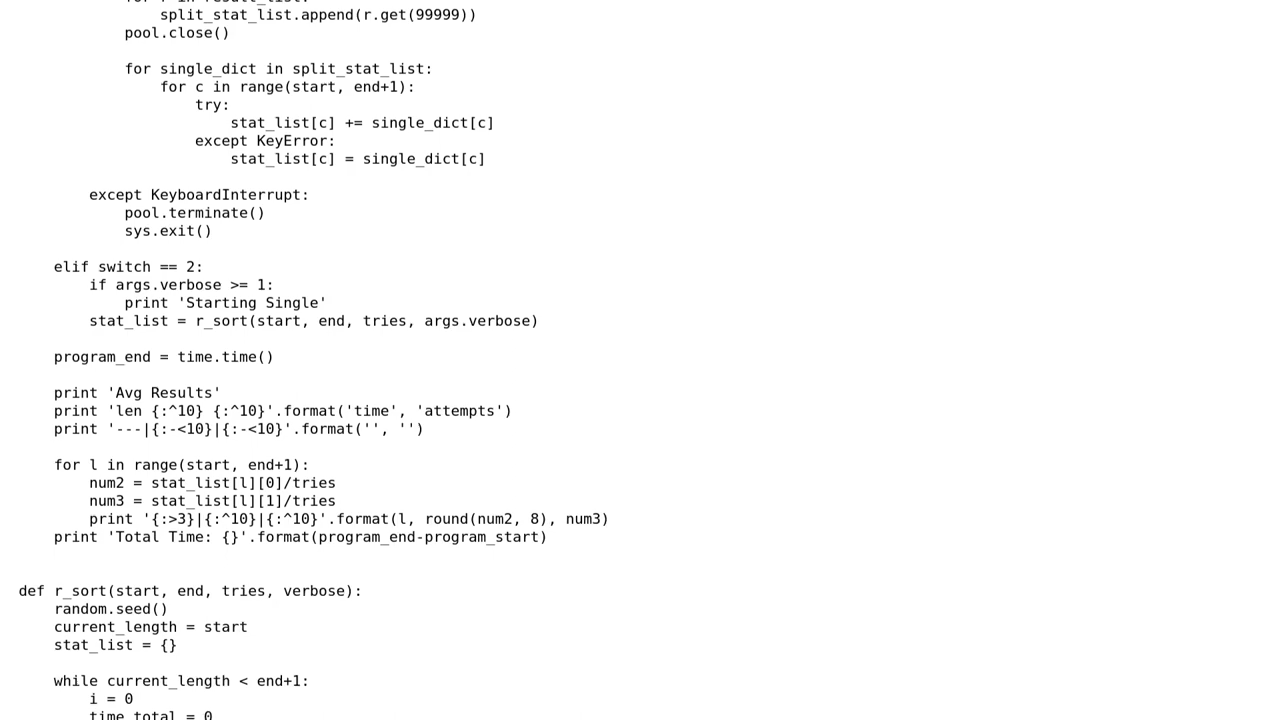 split_stat_list.append(r.get(99999))
pool.close()
for single_dict in split_stat_list:
for c in range(start, end+1):
try:
stat_list[c] += single_dict[c]
except KeyError:
stat_list[c] = single_dict[c]
except KeyboardInterrupt:
pool.terminate()
sys.exit()
elif switch == 2:
if args.verbose >= 1:
print 'Starting Single'
stat_list = r_sort(start, end, tries, args.verbose)
program_end = time.time()
print 'Avg Results'
print 'len {:^10} {:^10}'.format('time', 'attempts')
print '---|{:-<10}|{:-<10}'.format('', '')
for l in range(start, end+1):
num2 = stat_list[l][0]/tries
num3 = stat_list[l][1]/tries
print '{:>3}|{:^10}|{:^10}'.format(l, round(num2, 8), num3)
print 'Total Time: {}'.format(program_end-program_start)
def r_sort(start, end, tries, verbose):
random.seed()
current_length = start
stat_list = {}
while current_length < end+1:
i = 0
time_total = 0